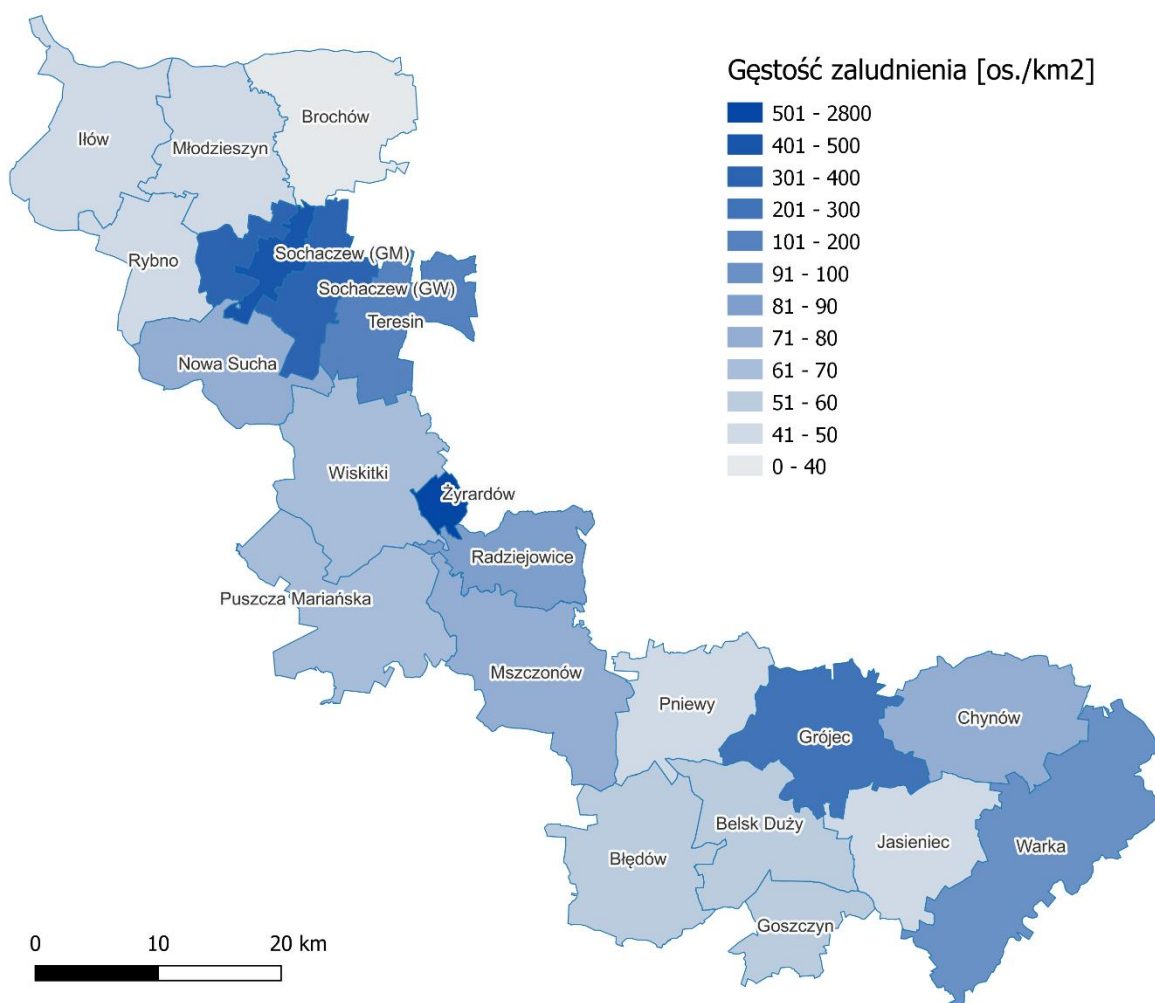 Gęstość zaludnienia [os./km2]
501 - 2800
401 - 500
301 - 400
201 - 300
101 - 200
91 - 100
81 - 90
71 - 80
61 - 70
51 - 60
41 - 50
0 - 40
Brochów
Iłów
Młodzieszyn
Rybno
Sochaczew (GM)
Sochaczew (GW)
Teresin
Nowa Sucha
Wiskitki
Żyrardów
Radziejowice
Puszcza Mariańska
Mszczonów
Pniewy
Grójec
Chynów
Belsk Duży
Błędów
Jasieniec
Warka
Goszczyn
0 10 20 km